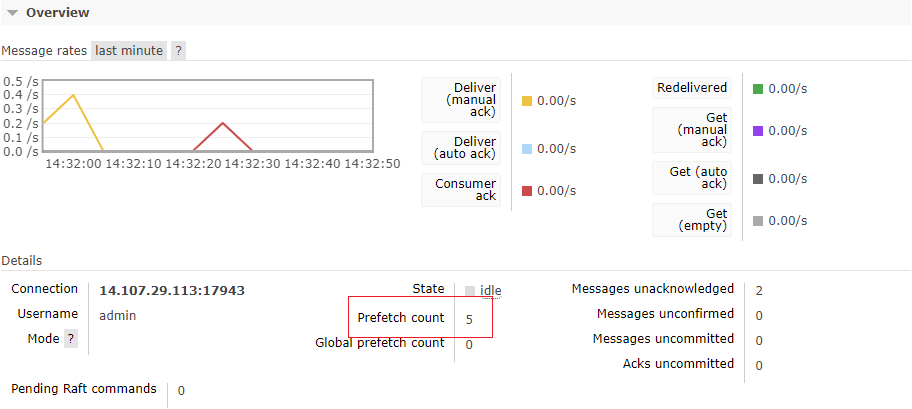 Overview
Message rates last minute ?
0.5 /s
0.4 /s
0.3 /s
0.2 /s
0.1 /s
0.0 /s
14:32:00 14:32:10 14:32:20 14:32:30 14:32:40 14:32:50
Deliver
(manual
ack)
0.00/s
Deliver
(auto ack)
0.00/s
Consumer
ack
0.00/s
Redelivered
0.00/s
Get
(manual
ack)
0.00/s
Get (auto
ack)
0.00/s
Get
(empty)
0.00/s
Details
Connection 14.107.29.113:17943
Username admin
Mode ?
State idle
Prefetch count 5
Global prefetch count 0
Messages unacknowledged 2
Messages unconfirmed 0
Messages uncommitted 0
Acks uncommitted 0
Pending Raft commands 0